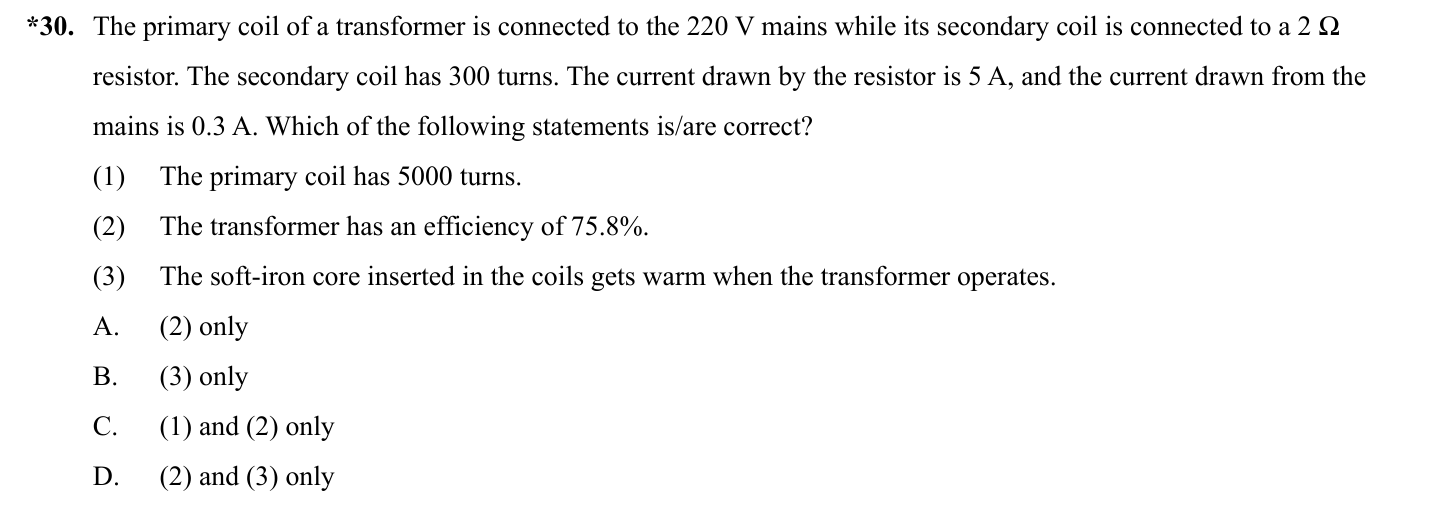 *30. The primary coil of a transformer is connected to the 220 V mains while its secondary coil is connected to a 2 Ω
resistor. The secondary coil has 300 turns. The current drawn by the resistor is 5 A, and the current drawn from the
mains is 0.3 A. Which of the following statements is/are correct?
(1) The primary coil has 5000 turns.
(2) The transformer has an efficiency of 75.8%.
(3) The soft-iron core inserted in the coils gets warm when the transformer operates.
A. (2) only
B. (3) only
C. (1) and (2) only
D. (2) and (3) only